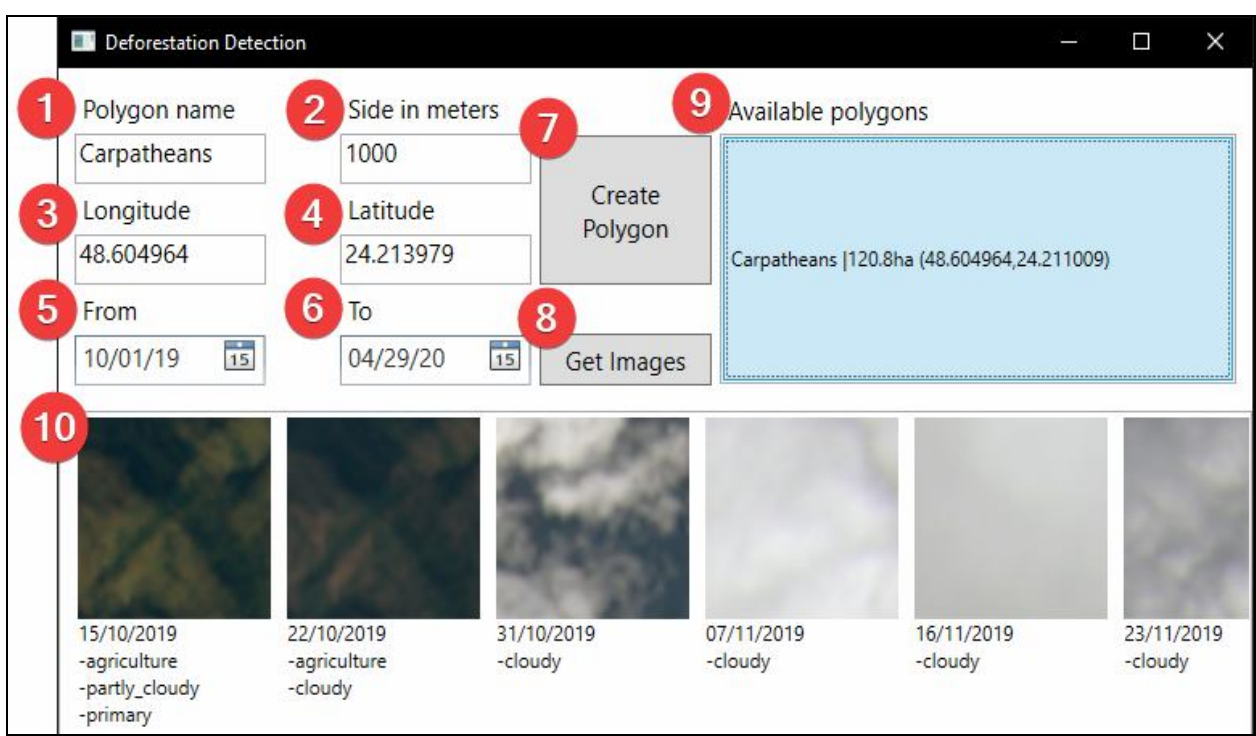 Deforestation Detection
1 Polygon name
2 Side in meters
7
9 Available polygons
Carpatheans
1000
Create
Polygon
3 Longitude
4 Latitude
48.604964
24.213979
Carpatheans |120.8ha (48.604964,24.211009)
5 From
6 To
8
10/01/19 15
04/29/20 15
Get Images
10
15/10/2019
-agriculture
-partly_cloudy
-primary
22/10/2019
-agriculture
-cloudy
31/10/2019
-cloudy
07/11/2019
-cloudy
16/11/2019
-cloudy
23/11/2019
-cloudy